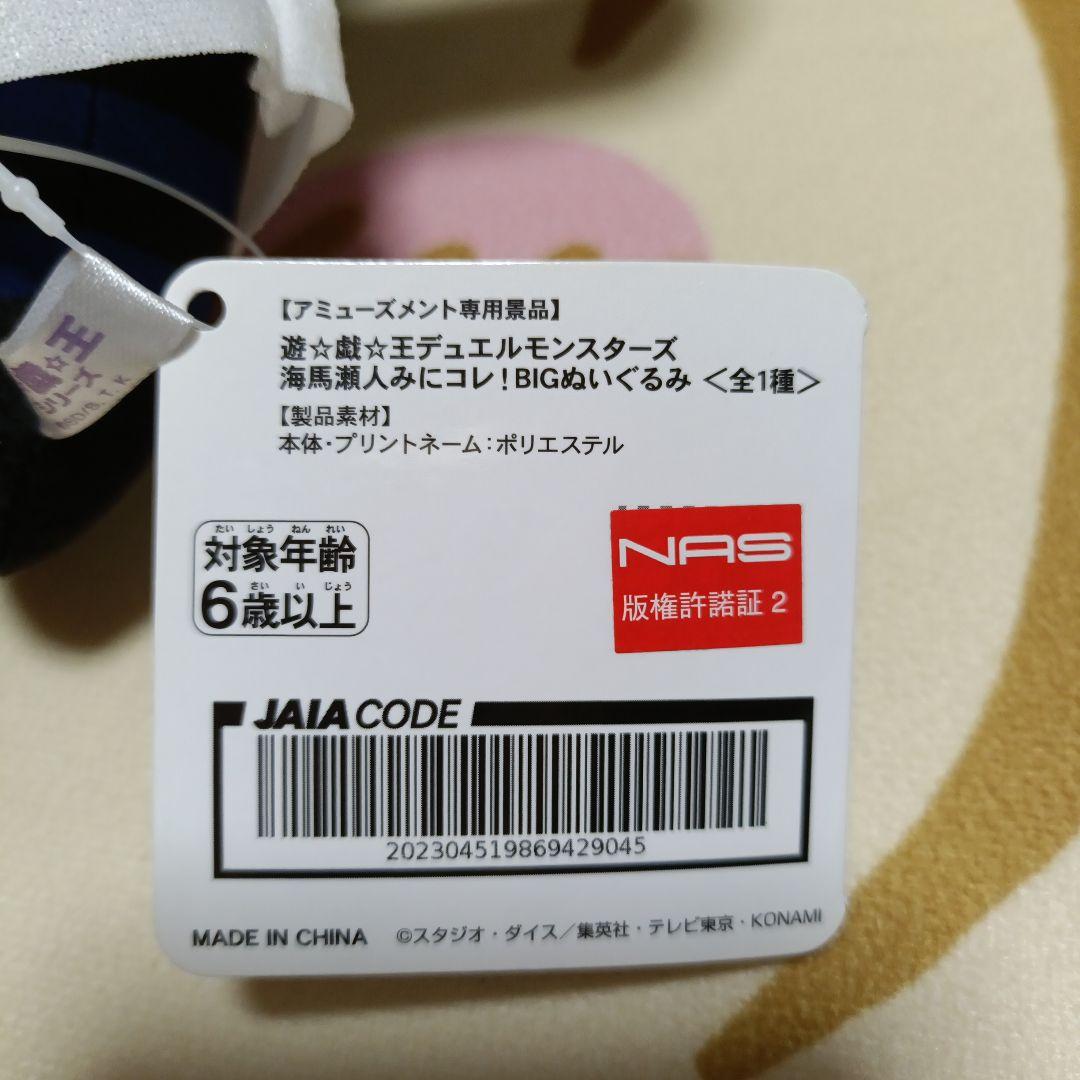 【アミューズメント専用景品】
遊☆戯☆王デュエルモンスターズ
海馬瀬人みにコレ!BIGぬいぐるみ <全1種>
【製品素材】
本体・プリントネーム:ポリエステル
たいしょう ねんれい
対象年齢
さい い じょう
6歳以上
NAS
版権許諾証 2
JAIA CODE
202304519869429045
MADE IN CHINA ©スタジオ・ダイス/集英社・テレビ東京・KONAMI
☆王
リーズ